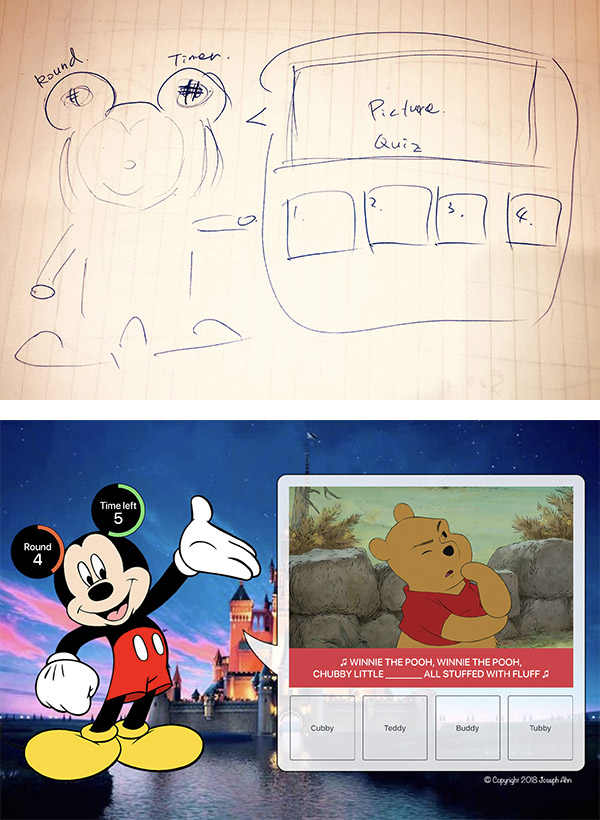 Round
Timer.
#
#
Picture.
Quiz
1.
2.
3.
4.
Time left
5
Round
4
♫ WINNIE THE POOH, WINNIE THE POOH,
CHUBBY LITTLE _______ ALL STUFFED WITH FLUFF ♫
Cubby
Teddy
Buddy
Tubby
© Copyright 2018 Joseph Ahn